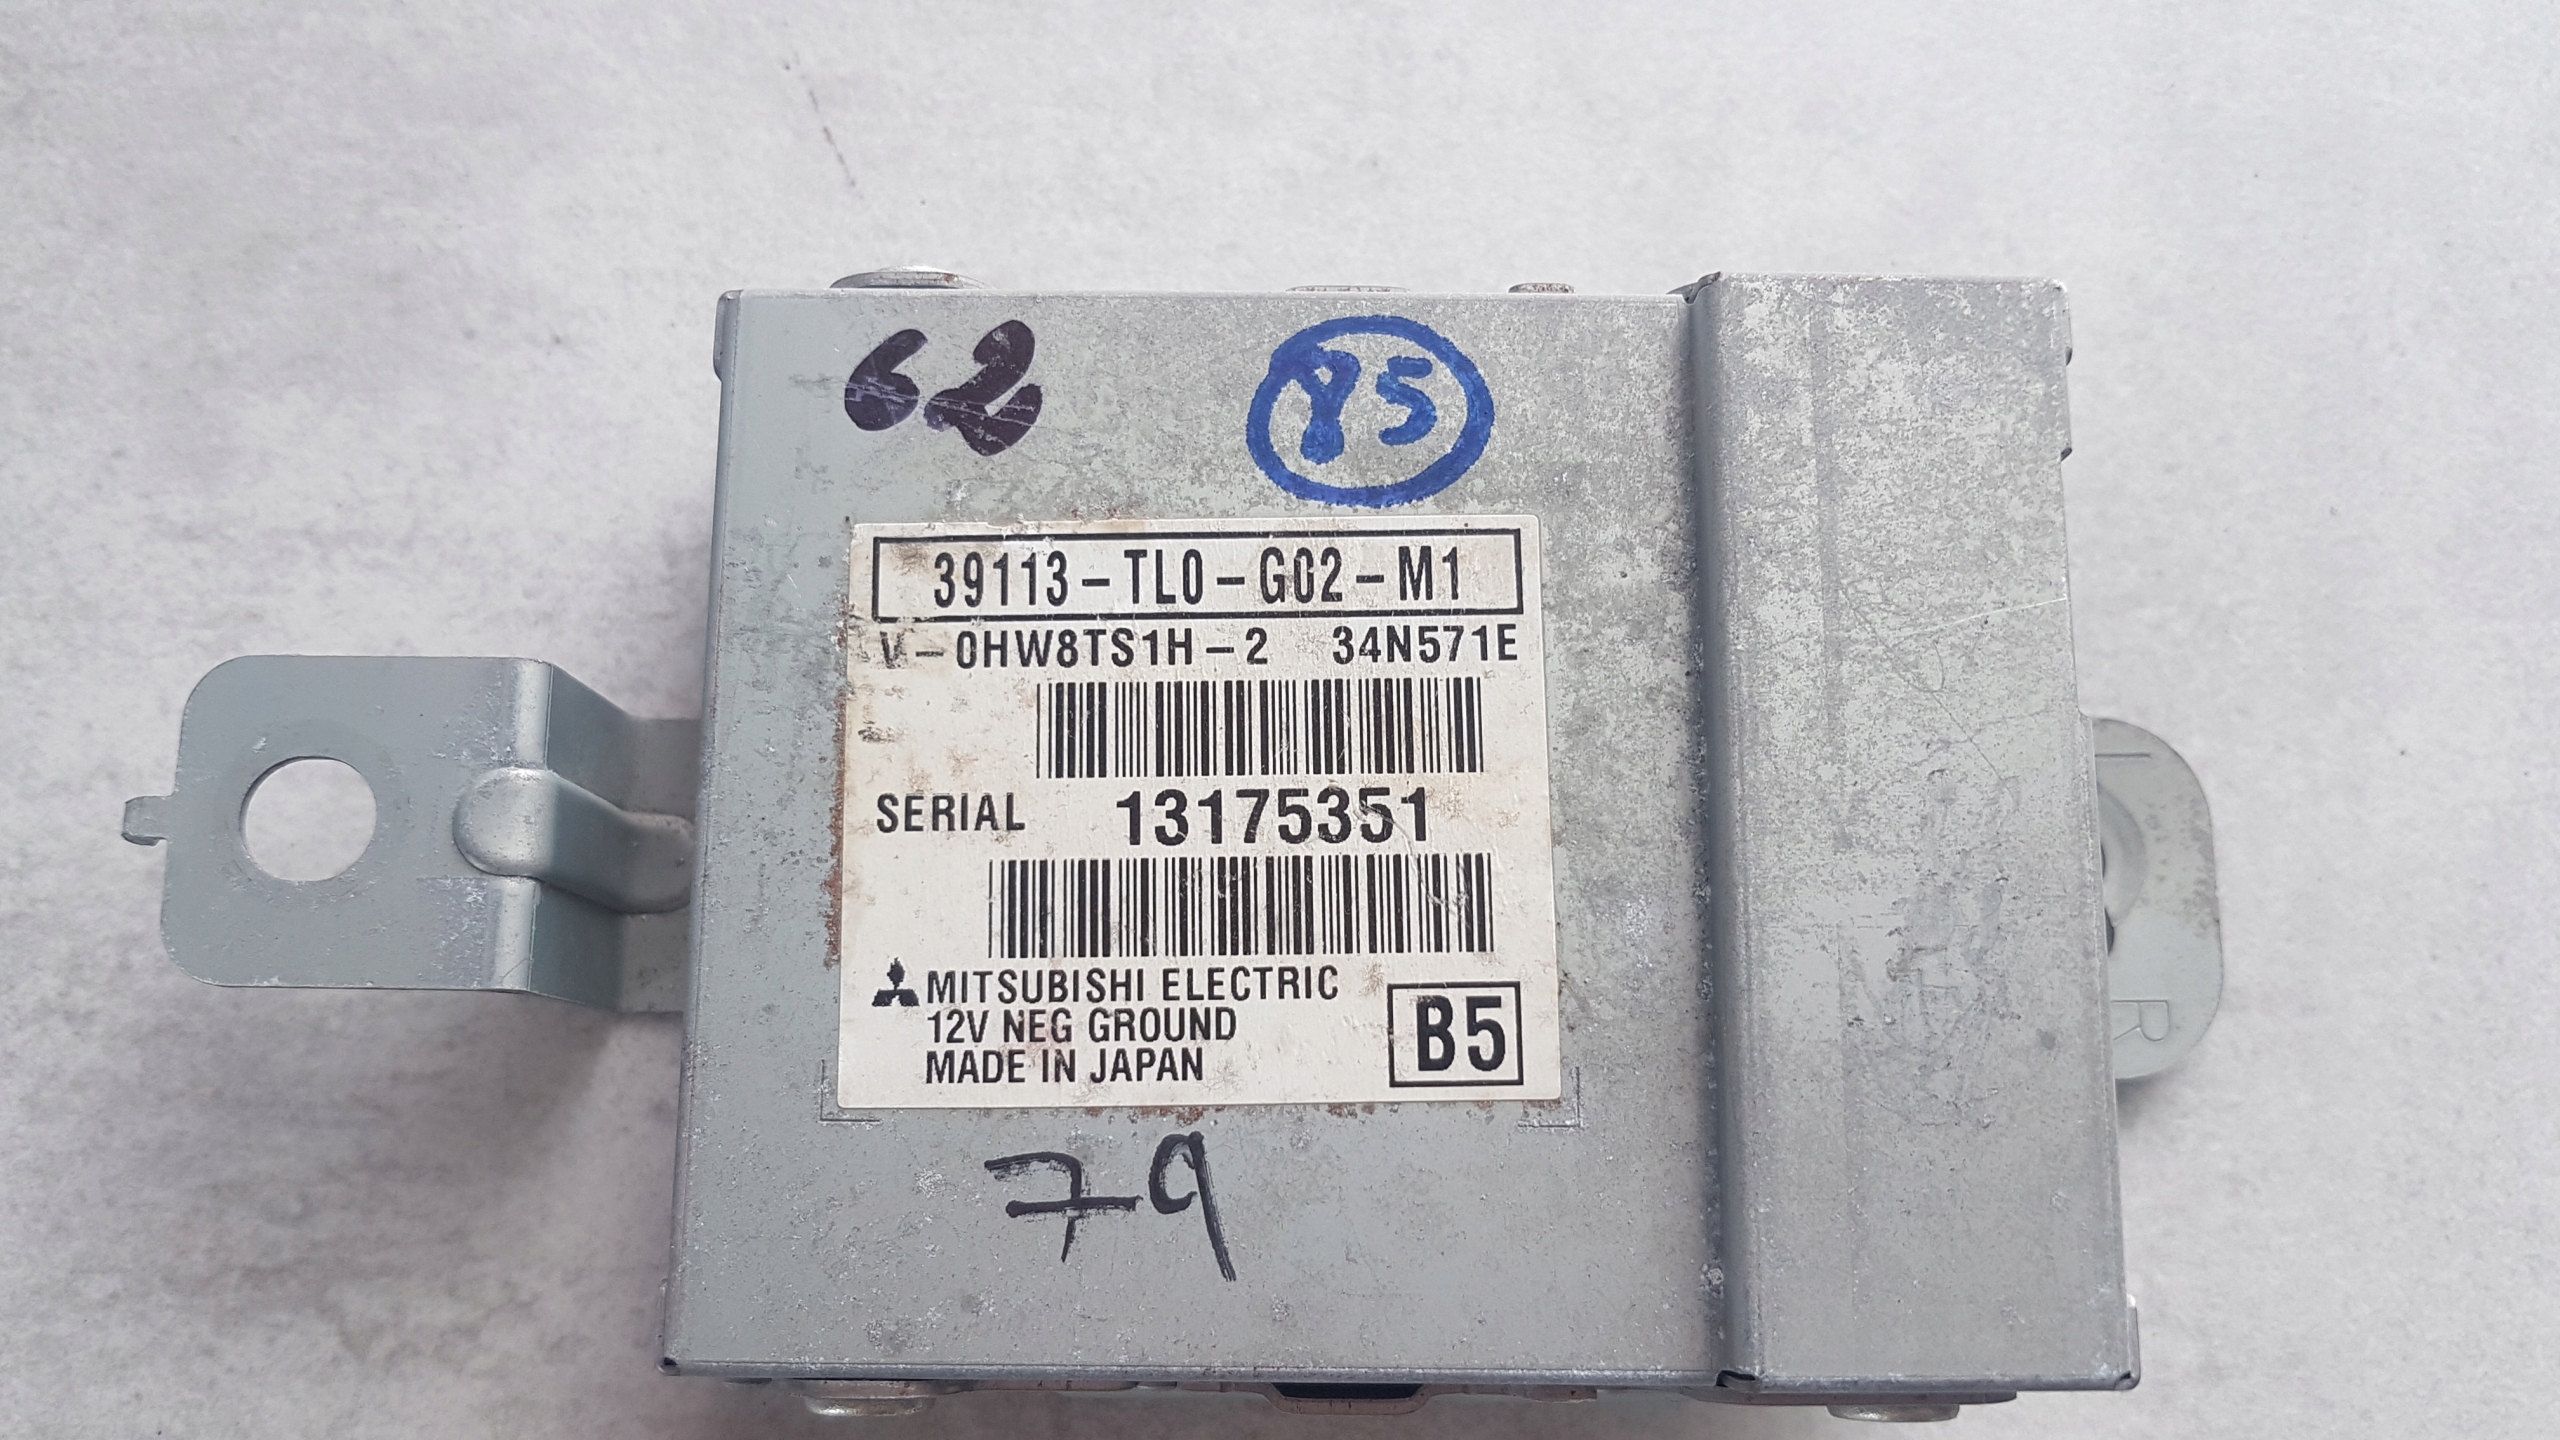 62
85
39113-TL0-G02-M1
V-0HW8TS1H-2 34N571E
SERIAL 13175351
MITSUBISHI ELECTRIC
12V NEG GROUND
MADE IN JAPAN
B5
79
R